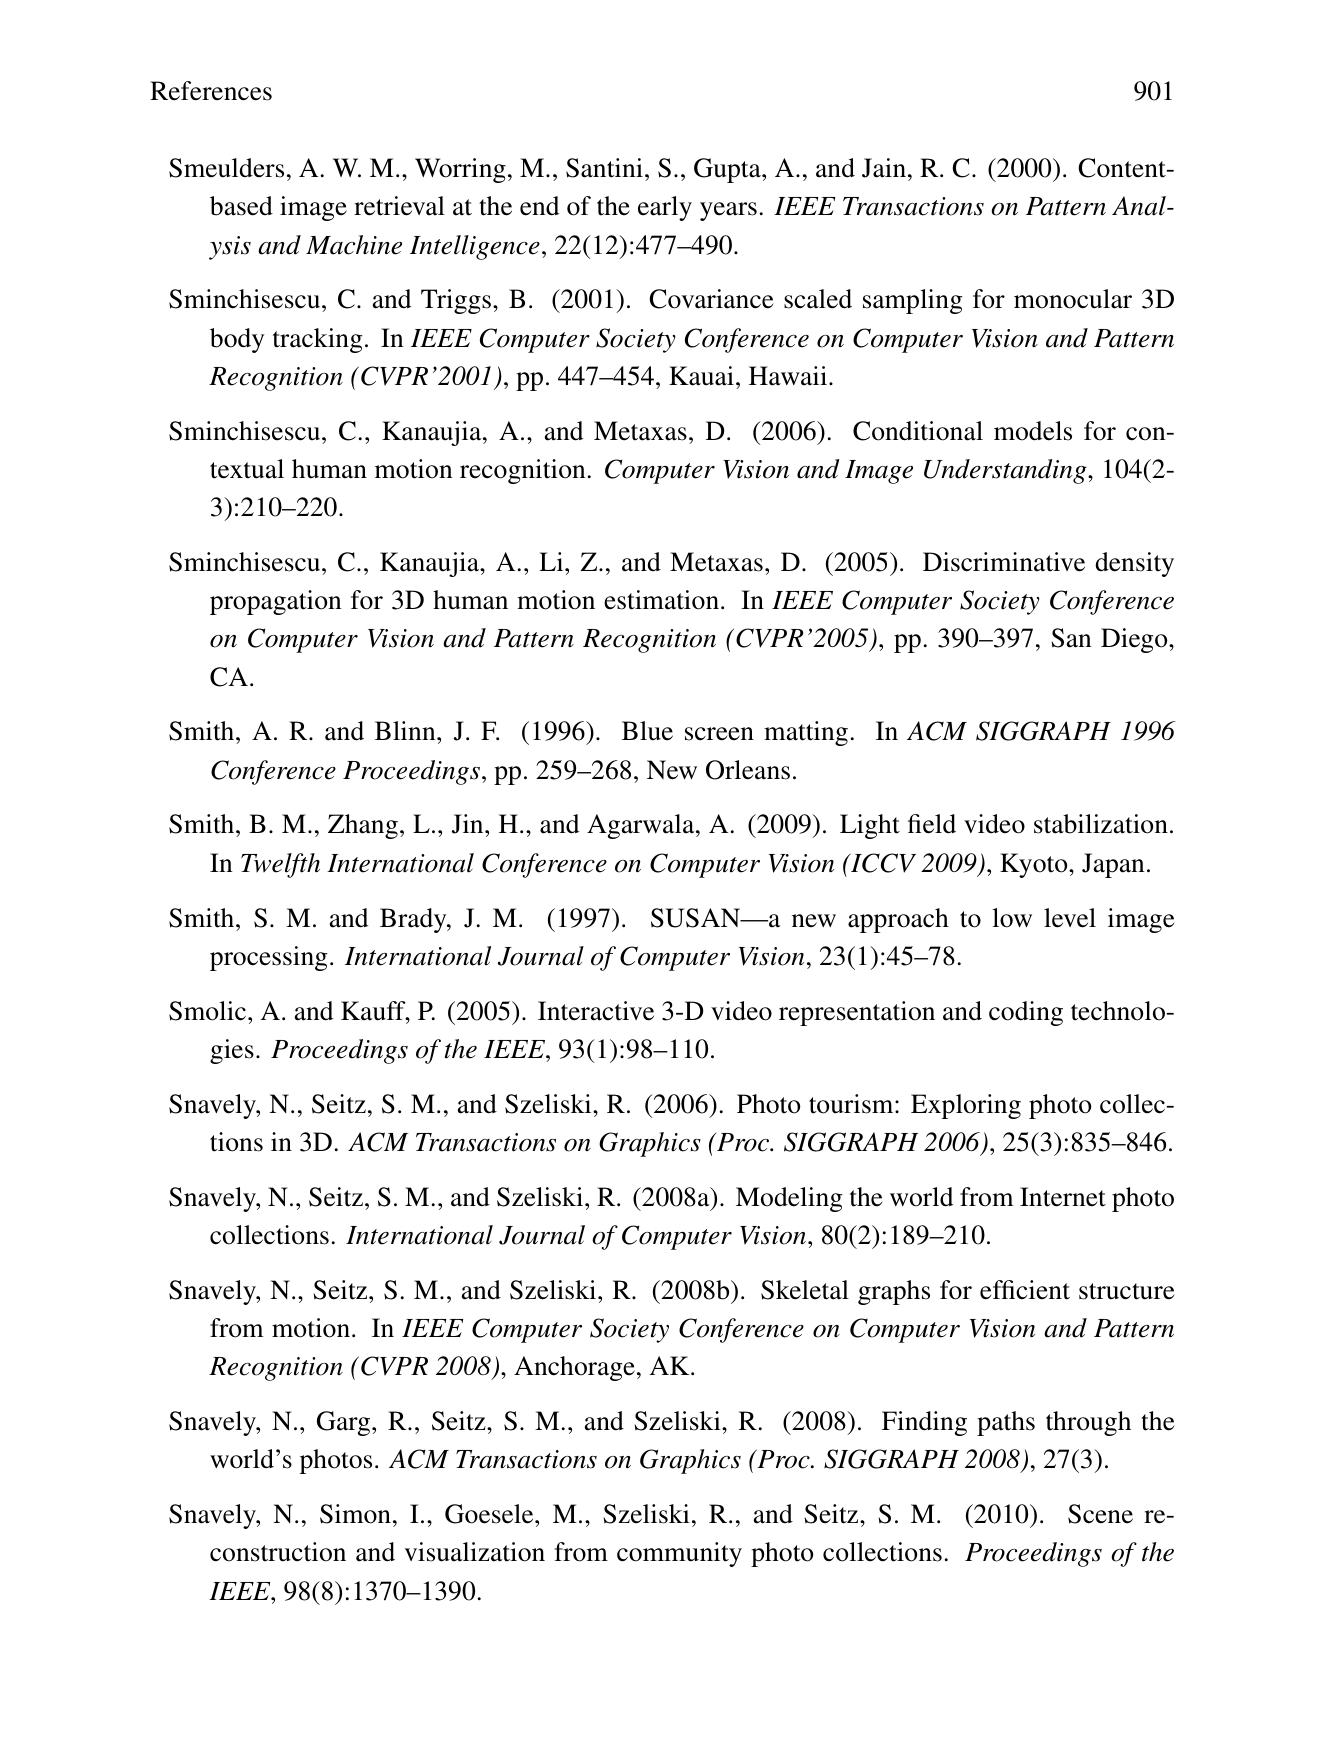 References 901
Smeulders, A. W. M., Worring, M., Santini, S., Gupta, A., and Jain, R. C. (2000). Content-
based image retrieval at the end of the early years. IEEE Transactions on Pattern Anal-
ysis and Machine Intelligence, 22(12):477–490.
Sminchisescu, C. and Triggs, B. (2001). Covariance scaled sampling for monocular 3D
body tracking. In IEEE Computer Society Conference on Computer Vision and Pattern
Recognition (CVPR’2001), pp. 447–454, Kauai, Hawaii.
Sminchisescu, C., Kanaujia, A., and Metaxas, D. (2006). Conditional models for con-
textual human motion recognition. Computer Vision and Image Understanding, 104(2-
3):210–220.
Sminchisescu, C., Kanaujia, A., Li, Z., and Metaxas, D. (2005). Discriminative density
propagation for 3D human motion estimation. In IEEE Computer Society Conference
on Computer Vision and Pattern Recognition (CVPR’2005), pp. 390–397, San Diego,
CA.
Smith, A. R. and Blinn, J. F. (1996). Blue screen matting. In ACM SIGGRAPH 1996
Conference Proceedings, pp. 259–268, New Orleans.
Smith, B. M., Zhang, L., Jin, H., and Agarwala, A. (2009). Light field video stabilization.
In Twelfth International Conference on Computer Vision (ICCV 2009), Kyoto, Japan.
Smith, S. M. and Brady, J. M. (1997). SUSAN—a new approach to low level image
processing. International Journal of Computer Vision, 23(1):45–78.
Smolic, A. and Kauff, P. (2005). Interactive 3-D video representation and coding technolo-
gies. Proceedings of the IEEE, 93(1):98–110.
Snavely, N., Seitz, S. M., and Szeliski, R. (2006). Photo tourism: Exploring photo collec-
tions in 3D. ACM Transactions on Graphics (Proc. SIGGRAPH 2006), 25(3):835–846.
Snavely, N., Seitz, S. M., and Szeliski, R. (2008a). Modeling the world from Internet photo
collections. International Journal of Computer Vision, 80(2):189–210.
Snavely, N., Seitz, S. M., and Szeliski, R. (2008b). Skeletal graphs for efficient structure
from motion. In IEEE Computer Society Conference on Computer Vision and Pattern
Recognition (CVPR 2008), Anchorage, AK.
Snavely, N., Garg, R., Seitz, S. M., and Szeliski, R. (2008). Finding paths through the
world’s photos. ACM Transactions on Graphics (Proc. SIGGRAPH 2008), 27(3).
Snavely, N., Simon, I., Goesele, M., Szeliski, R., and Seitz, S. M. (2010). Scene re-
construction and visualization from community photo collections. Proceedings of the
IEEE, 98(8):1370–1390.